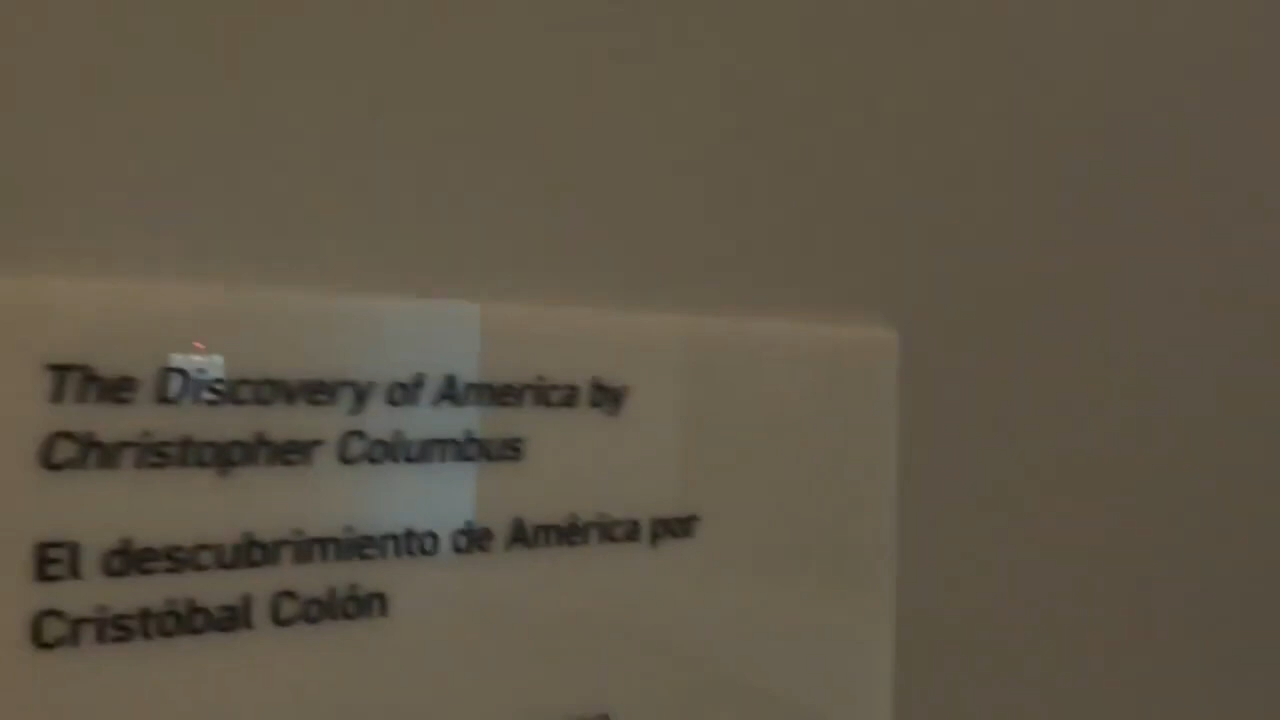 The Discovery of America by
Christopher Columbus
El descubrimiento de América por
Cristóbal Colón